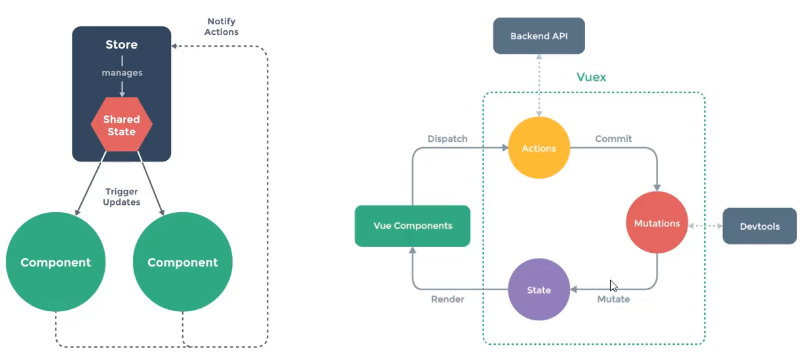 Notify
Actions
Store
manages
Shared
State
Trigger
Updates
Component
Component
Backend API
Vuex
Dispatch
Actions
Commit
Vue Components
Mutations
Devtools
State
Render
Mutate